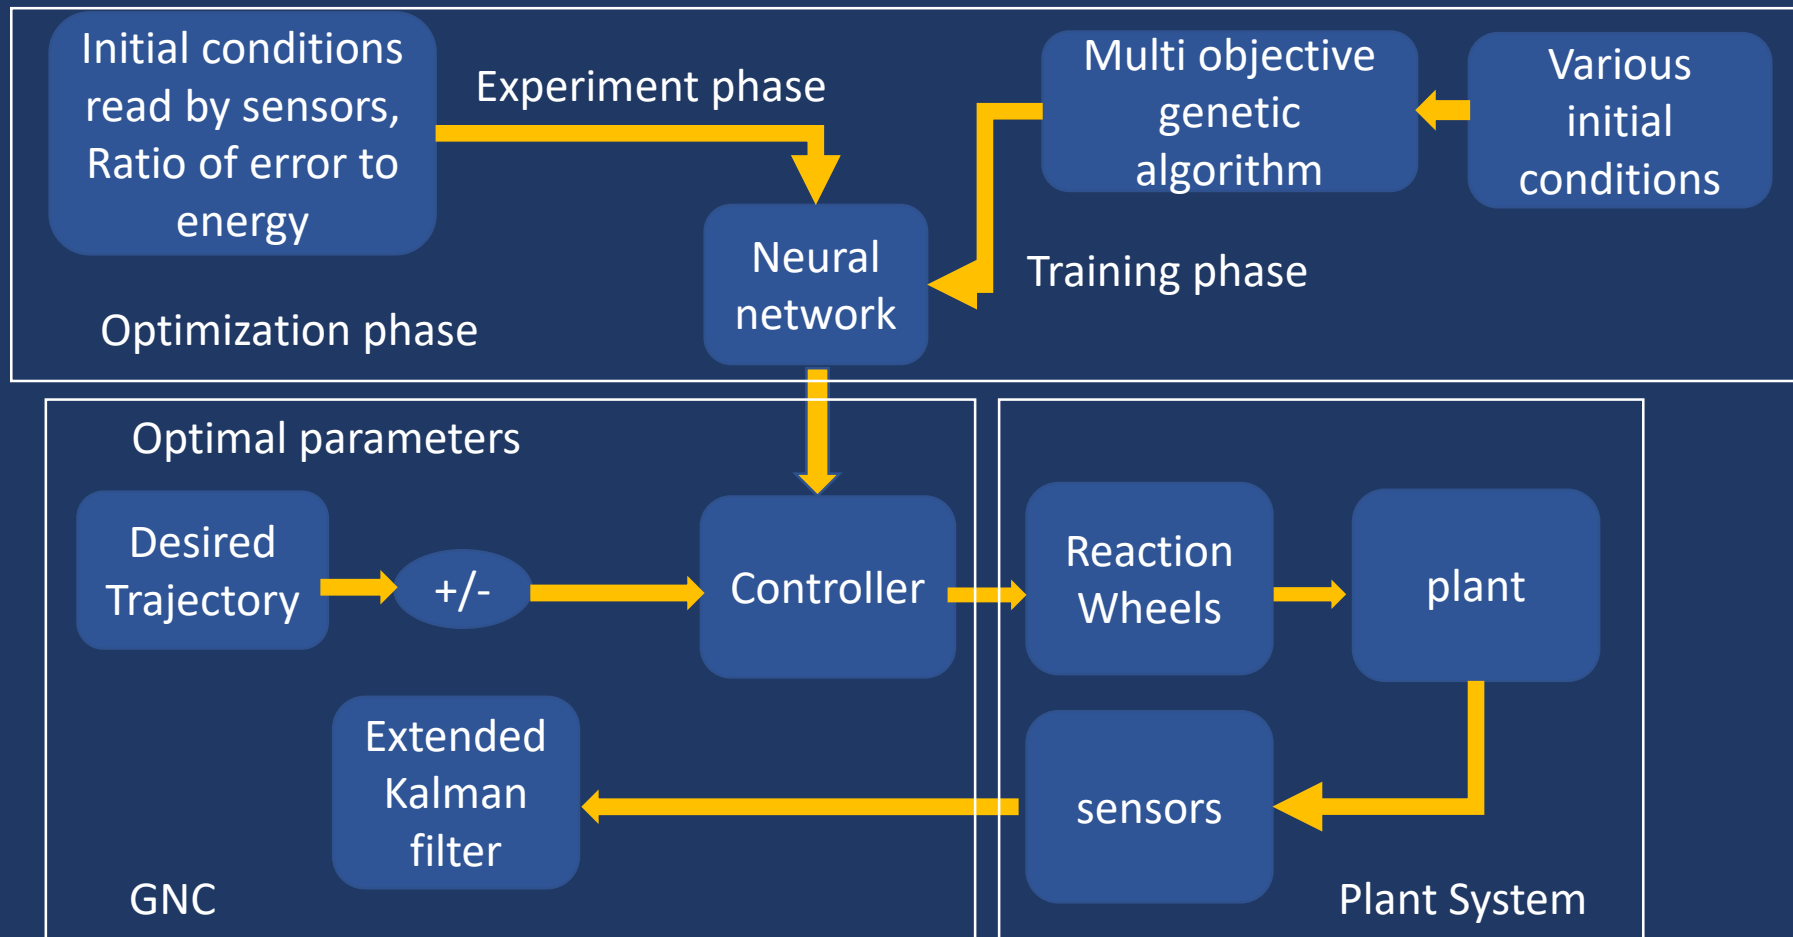 Initial conditions
read by sensors,
Ratio of error to
energy
Experiment phase
Multi objective
genetic
algorithm
Various
initial
conditions
Neural
network
Training phase
Optimization phase
Optimal parameters
Desired
Trajectory
+/-
Controller
Reaction
Wheels
plant
Extended
Kalman
filter
sensors
GNC
Plant System